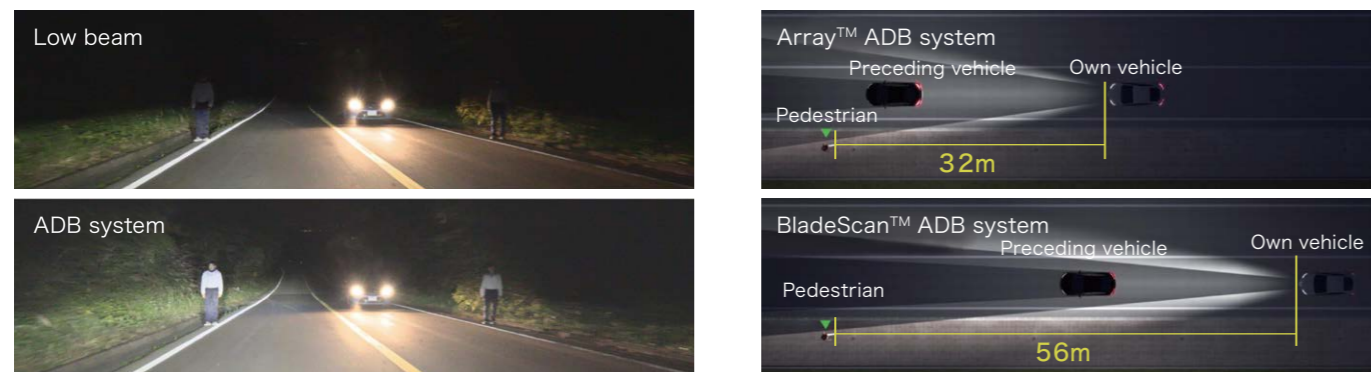 Low beam
ADB system
Array™ ADB system
Preceding vehicle
Own vehicle
Pedestrian
32m
BladeScan™ ADB system
Preceding vehicle
Own vehicle
Pedestrian
56m